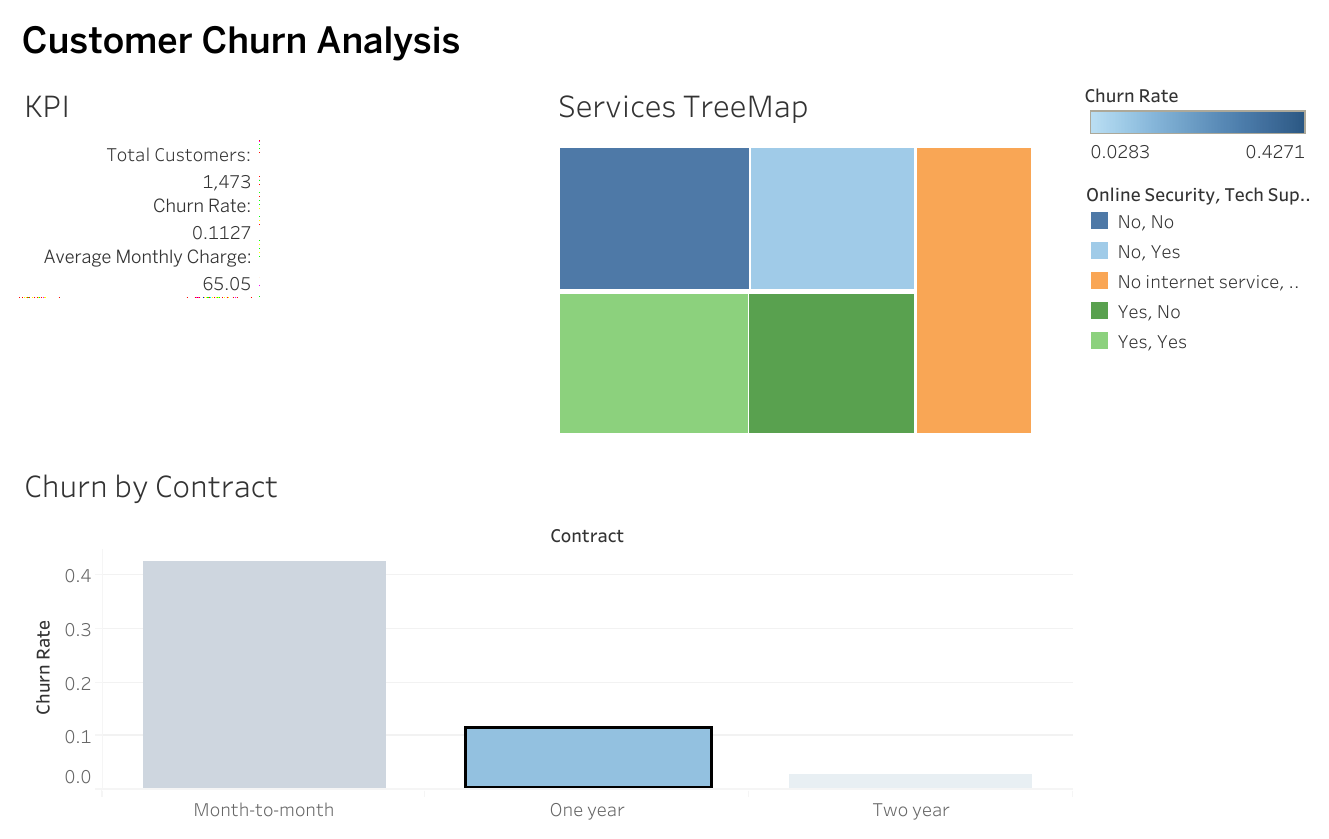 Customer Churn Analysis
KPI
Total Customers:
1,473
Churn Rate:
0.1127
Average Monthly Charge:
65.05
Services TreeMap
Churn Rate
0.0283 0.4271
Online Security, Tech Sup..
No, No
No, Yes
No internet service, ..
Yes, No
Yes, Yes
Churn by Contract
Contract
Churn Rate
0.4
0.3
0.2
0.1
0.0
Month-to-month One year Two year